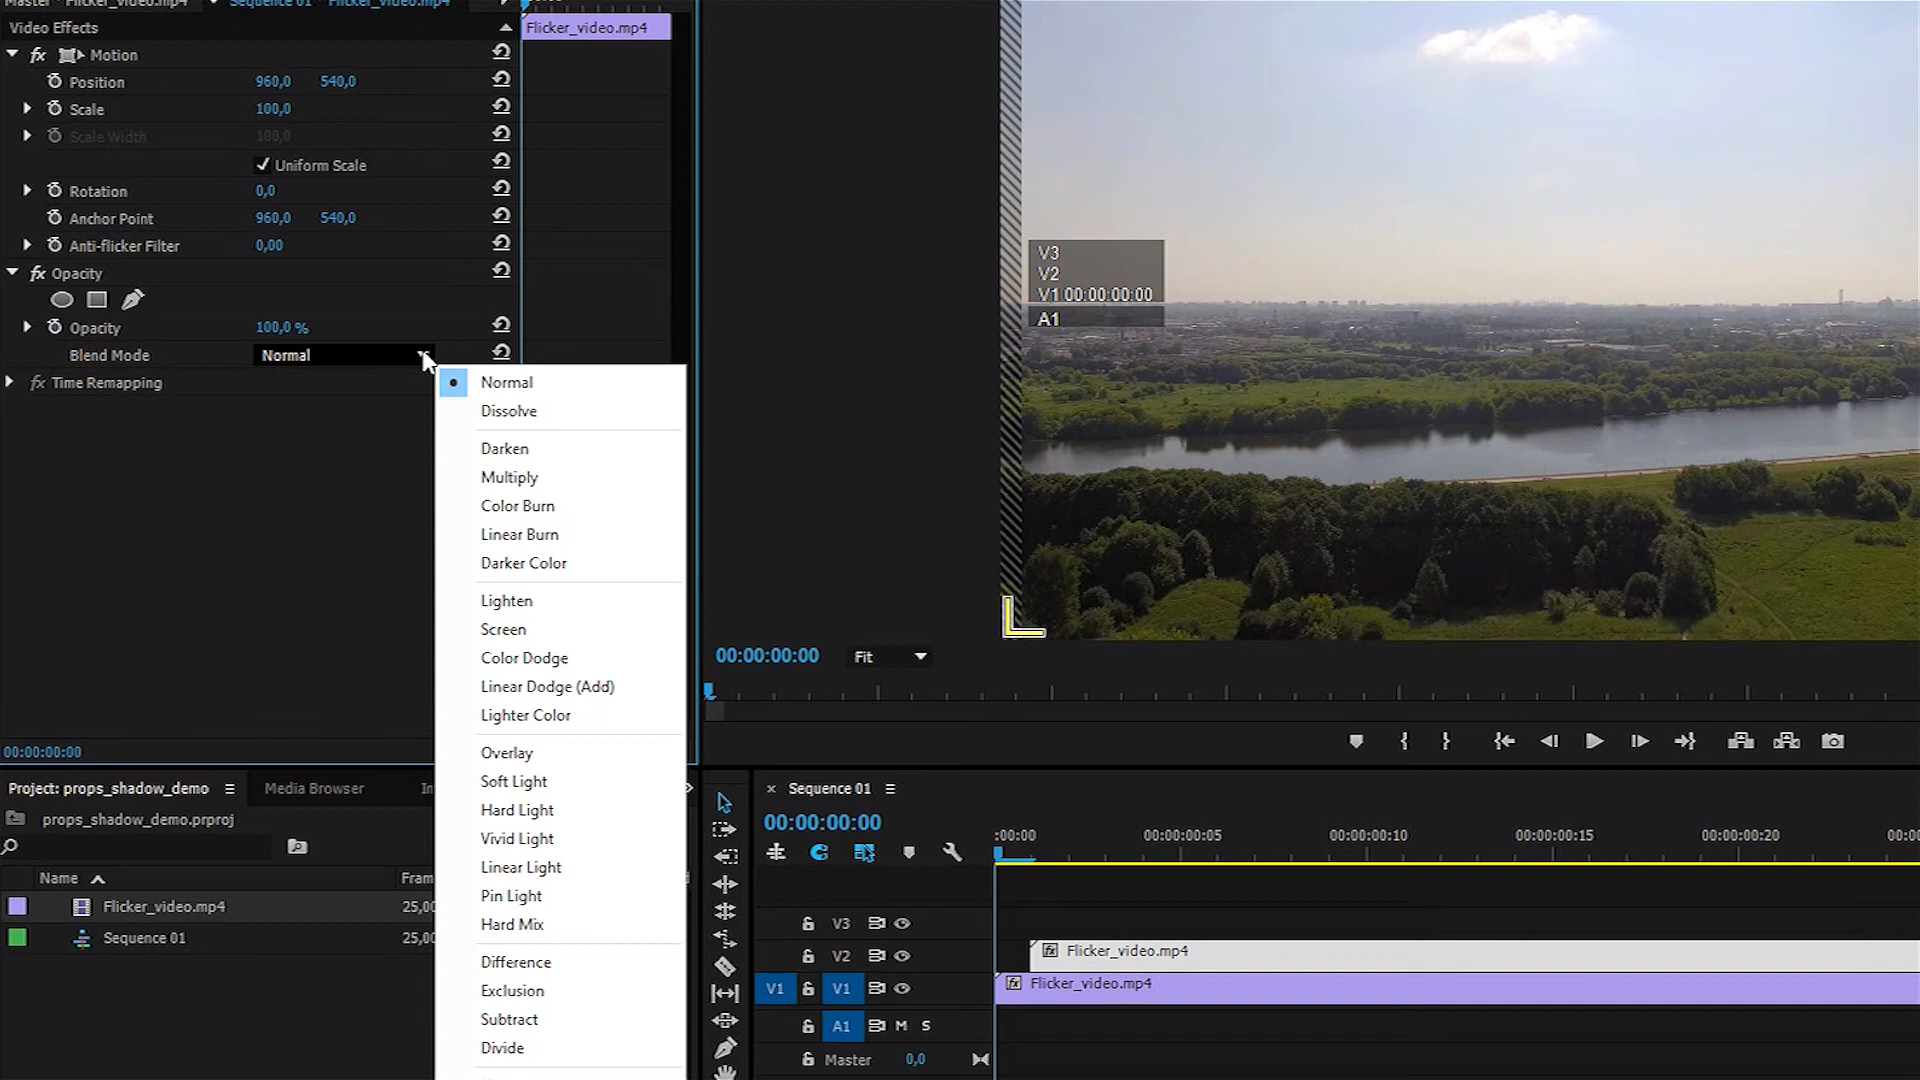 Master * Flicker_video.mp4
Sequence 01 * Flicker_video.mp4
Video Effects
Flicker_video.mp4
fx Motion
Position 960,0 540,0
Scale 100,0
Scale Width 100,0
Uniform Scale
Rotation 0,0
Anchor Point 960,0 540,0
Anti-flicker Filter 0,00
fx Opacity
Opacity 100,0 %
Blend Mode Normal
fx Time Remapping
Normal
Dissolve
Darken
Multiply
Color Burn
Linear Burn
Darker Color
Lighten
Screen
Color Dodge
Linear Dodge (Add)
Lighter Color
Overlay
Soft Light
Hard Light
Vivid Light
Linear Light
Pin Light
Hard Mix
Difference
Exclusion
Subtract
Divide
00:00:00:00
V3
V2
V1 00:00:00:00
A1
00:00:00:00 Fit
Project: props_shadow_demo
Media Browser
In
props_shadow_demo.prproj
Name
Fram
Flicker_video.mp4 25,00
Sequence 01 25,00
× Sequence 01
00:00:00:00
:00:00 00:00:00:05 00:00:00:10 00:00:00:15 00:00:00:20 00:00
V3
V2
fx Flicker_video.mp4
V1 V1
fx Flicker_video.mp4
A1 M S
Master 0,0